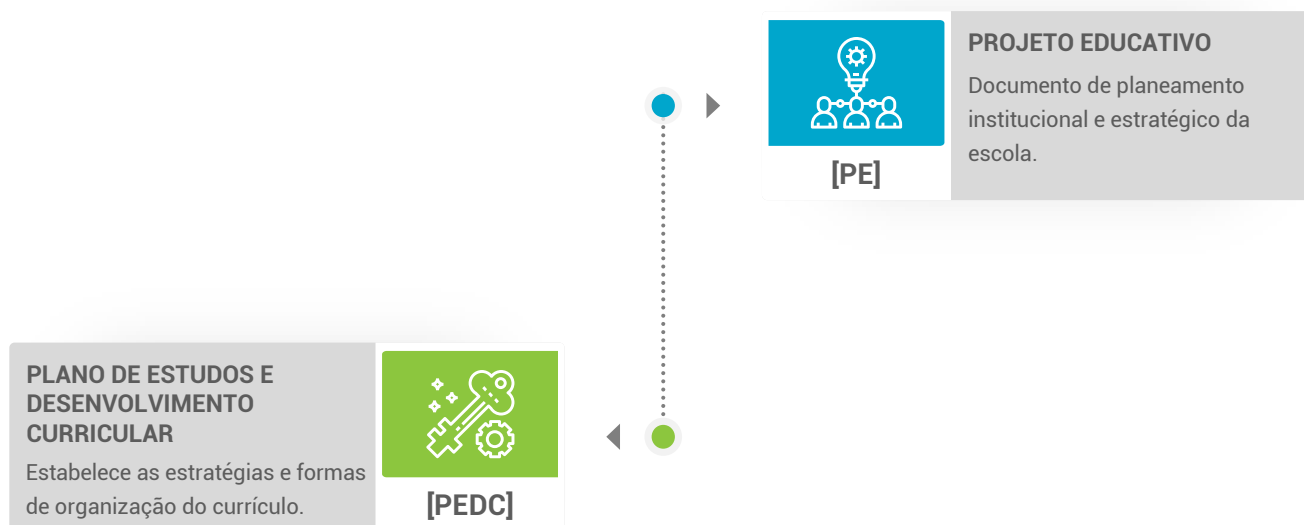 PROJETO EDUCATIVO
Documento de planeamento
institucional e estratégico da
escola.
[PE]
PLANO DE ESTUDOS E
DESENVOLVIMENTO
CURRICULAR
Estabelece as estratégias e formas
de organização do currículo.
[PEDC]